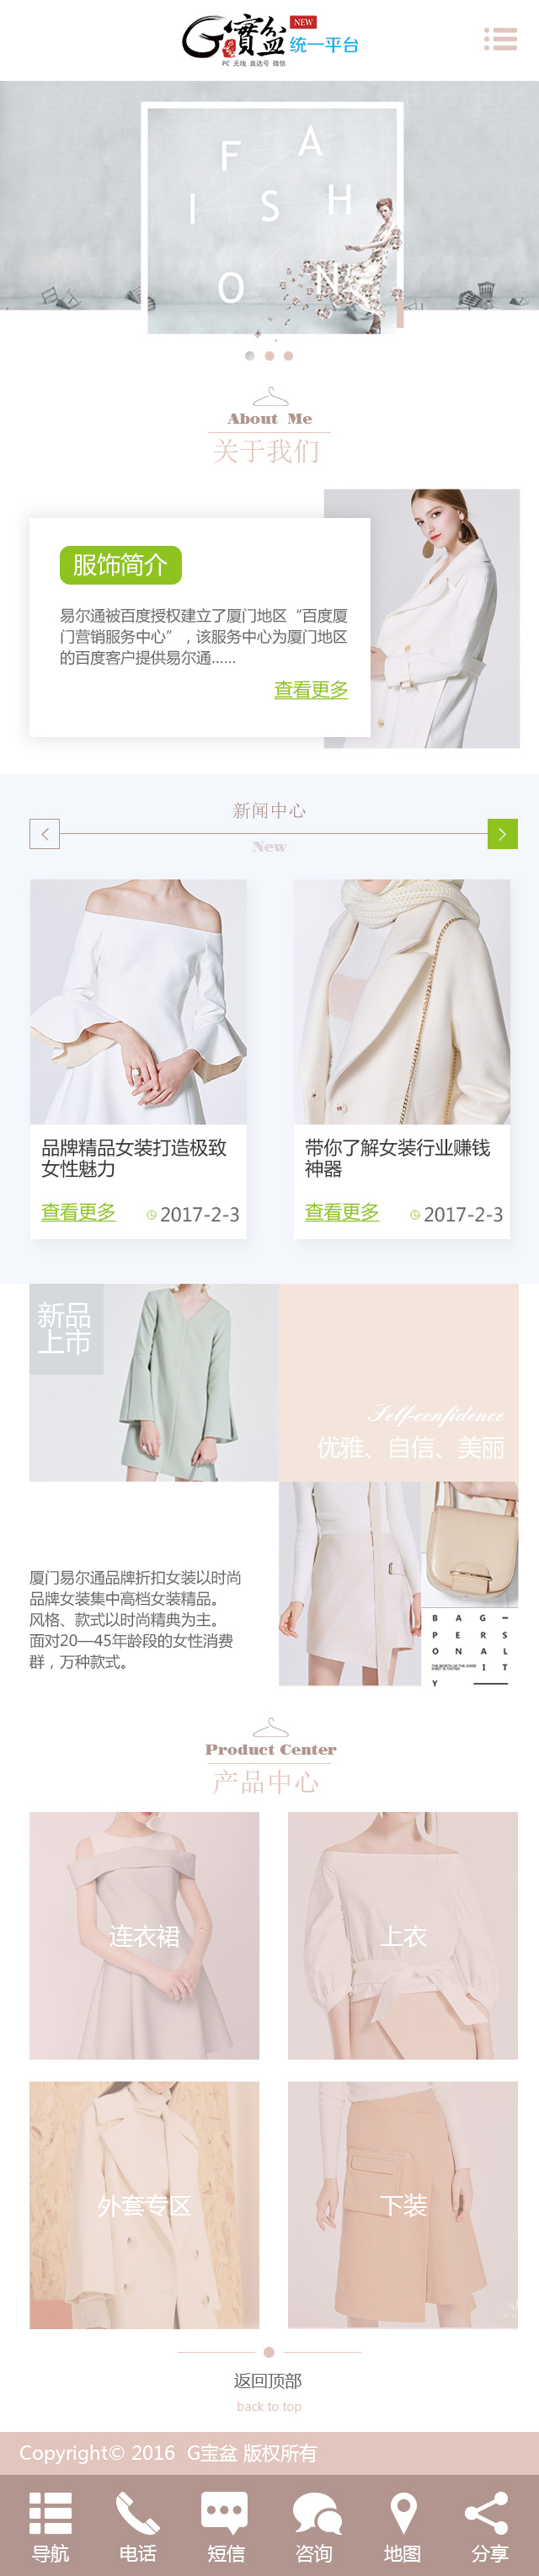 G寶盆
NEW
统一平台
PC 无线 直达号 微信
F A
I S H
O N
About Me
关于我们
服饰简介
易尔通被百度授权建立了厦门地区“百度厦
门营销服务中心”，该服务中心为厦门地区
的百度客户提供易尔通......
查看更多
新闻中心
New
品牌精品女装打造极致
女性魅力
查看更多 2017-2-3
带你了解女装行业赚钱
神器
查看更多 2017-2-3
新品
上市
Self-confidence
优雅、自信、美丽
厦门易尔通品牌折扣女装以时尚
品牌女装集中高档女装精品。
风格、款式以时尚精典为主。
面对20—45年龄段的女性消费
群，万种款式。
B A G —
P E R S
O N A L
I T
Y
Product Center
产品中心
连衣裙
上衣
外套专区
下装
返回顶部
back to top
Copyright© 2016 G宝盆 版权所有
导航 电话 短信 咨询 地图 分享